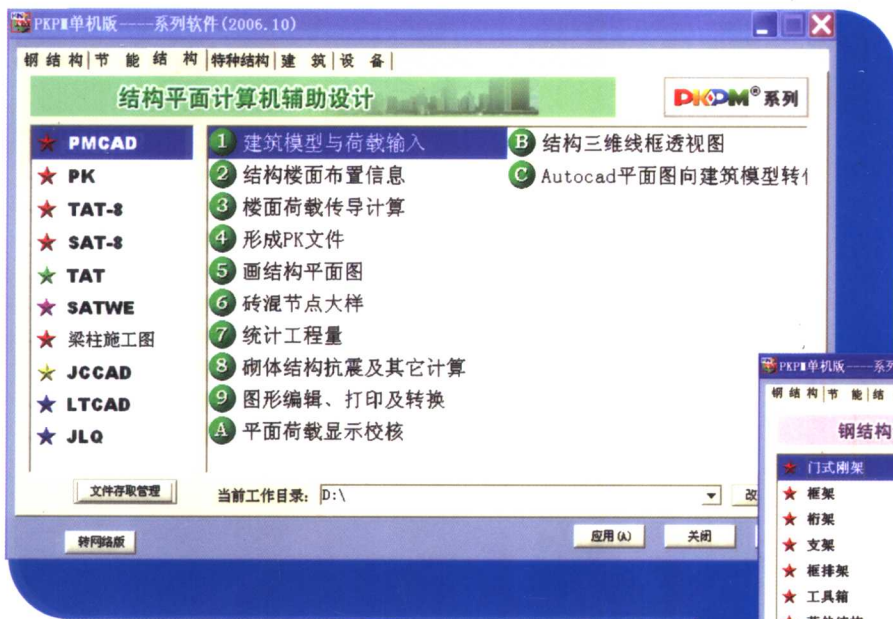 PKPM单机版----系列软件(2006.10)
钢 结 构 节 能 结 构 特种结构 建 筑 设 备
结构平面计算机辅助设计
PKPM®系列
PMCAD
PK
TAT-8
SAT-8
TAT
SATWE
梁柱施工图
JCCAD
LTCAD
JLQ
1 建筑模型与荷载输入
2 结构楼面布置信息
3 楼面荷载传导计算
4 形成PK文件
5 画结构平面图
6 砖混节点大样
7 统计工程量
8 砌体结构抗震及其它计算
9 图形编辑、打印及转换
A 平面荷载显示校核
B 结构三维线框透视图
C Autocad平面图向建筑模型转
文件存取管理
当前工作目录: D:\
改
转网络版
应用(A)
关闭
PKPM单机版----系列
钢 结 构 节 能 结
钢结构
门式刚架
框架
桁架
支架
框排架
工具箱